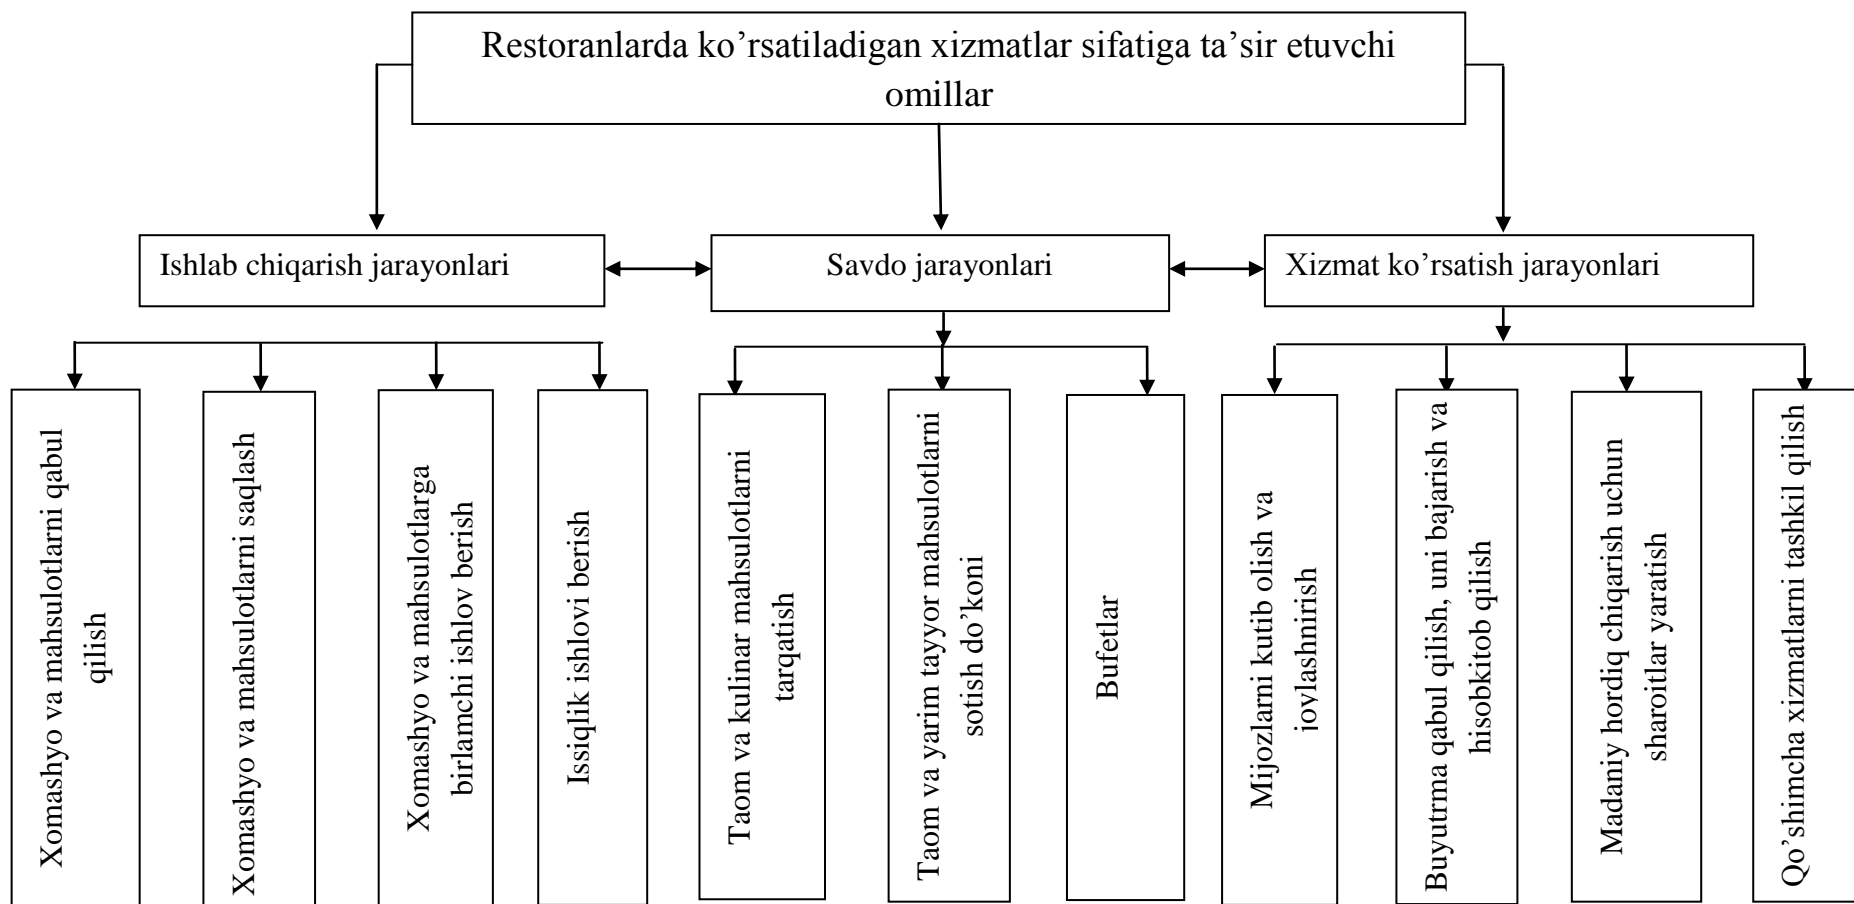 Restoranlarda ko’rsatiladigan xizmatlar sifatiga ta’sir etuvchi
omillar
Ishlab chiqarish jarayonlari
Savdo jarayonlari
Xizmat ko’rsatish jarayonlari
Xomashyo va mahsulotlarni qabul
qilish
Xomashyo va mahsulotlarni saqlash
Xomashyo va mahsulotlarga
birlamchi ishlov berish
Issiqlik ishlovi berish
Taom va kulinar mahsulotlarni
tarqatish
Taom va yarim tayyor mahsulotlarni
sotish do’koni
Bufetlar
Mijozlarni kutib olish va
joylashnirish
Buyutrma qabul qilish, uni bajarish va
hisobkitob qilish
Madaniy hordiq chiqarish uchun
sharoitlar yaratish
Qo’shimcha xizmatlarni tashkil qilish